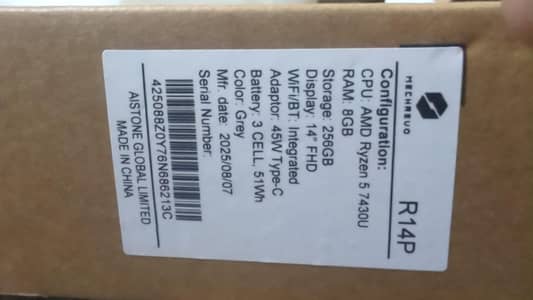 MECHREVO
R14P
Configuration:
CPU: AMD Ryzen 5 7430U
RAM: 8GB
Storage: 256GB
Display: 14" FHD
WIFI/BT: Integrated
Adaptor: 45W Type-C
Battery: 3 CELL, 51Wh
Color: Grey
Mfr. date: 2025/08/07
Serial Number:
425088Z0Y76N686213C
AISTONE GLOBAL LIMITED
MADE IN CHINA